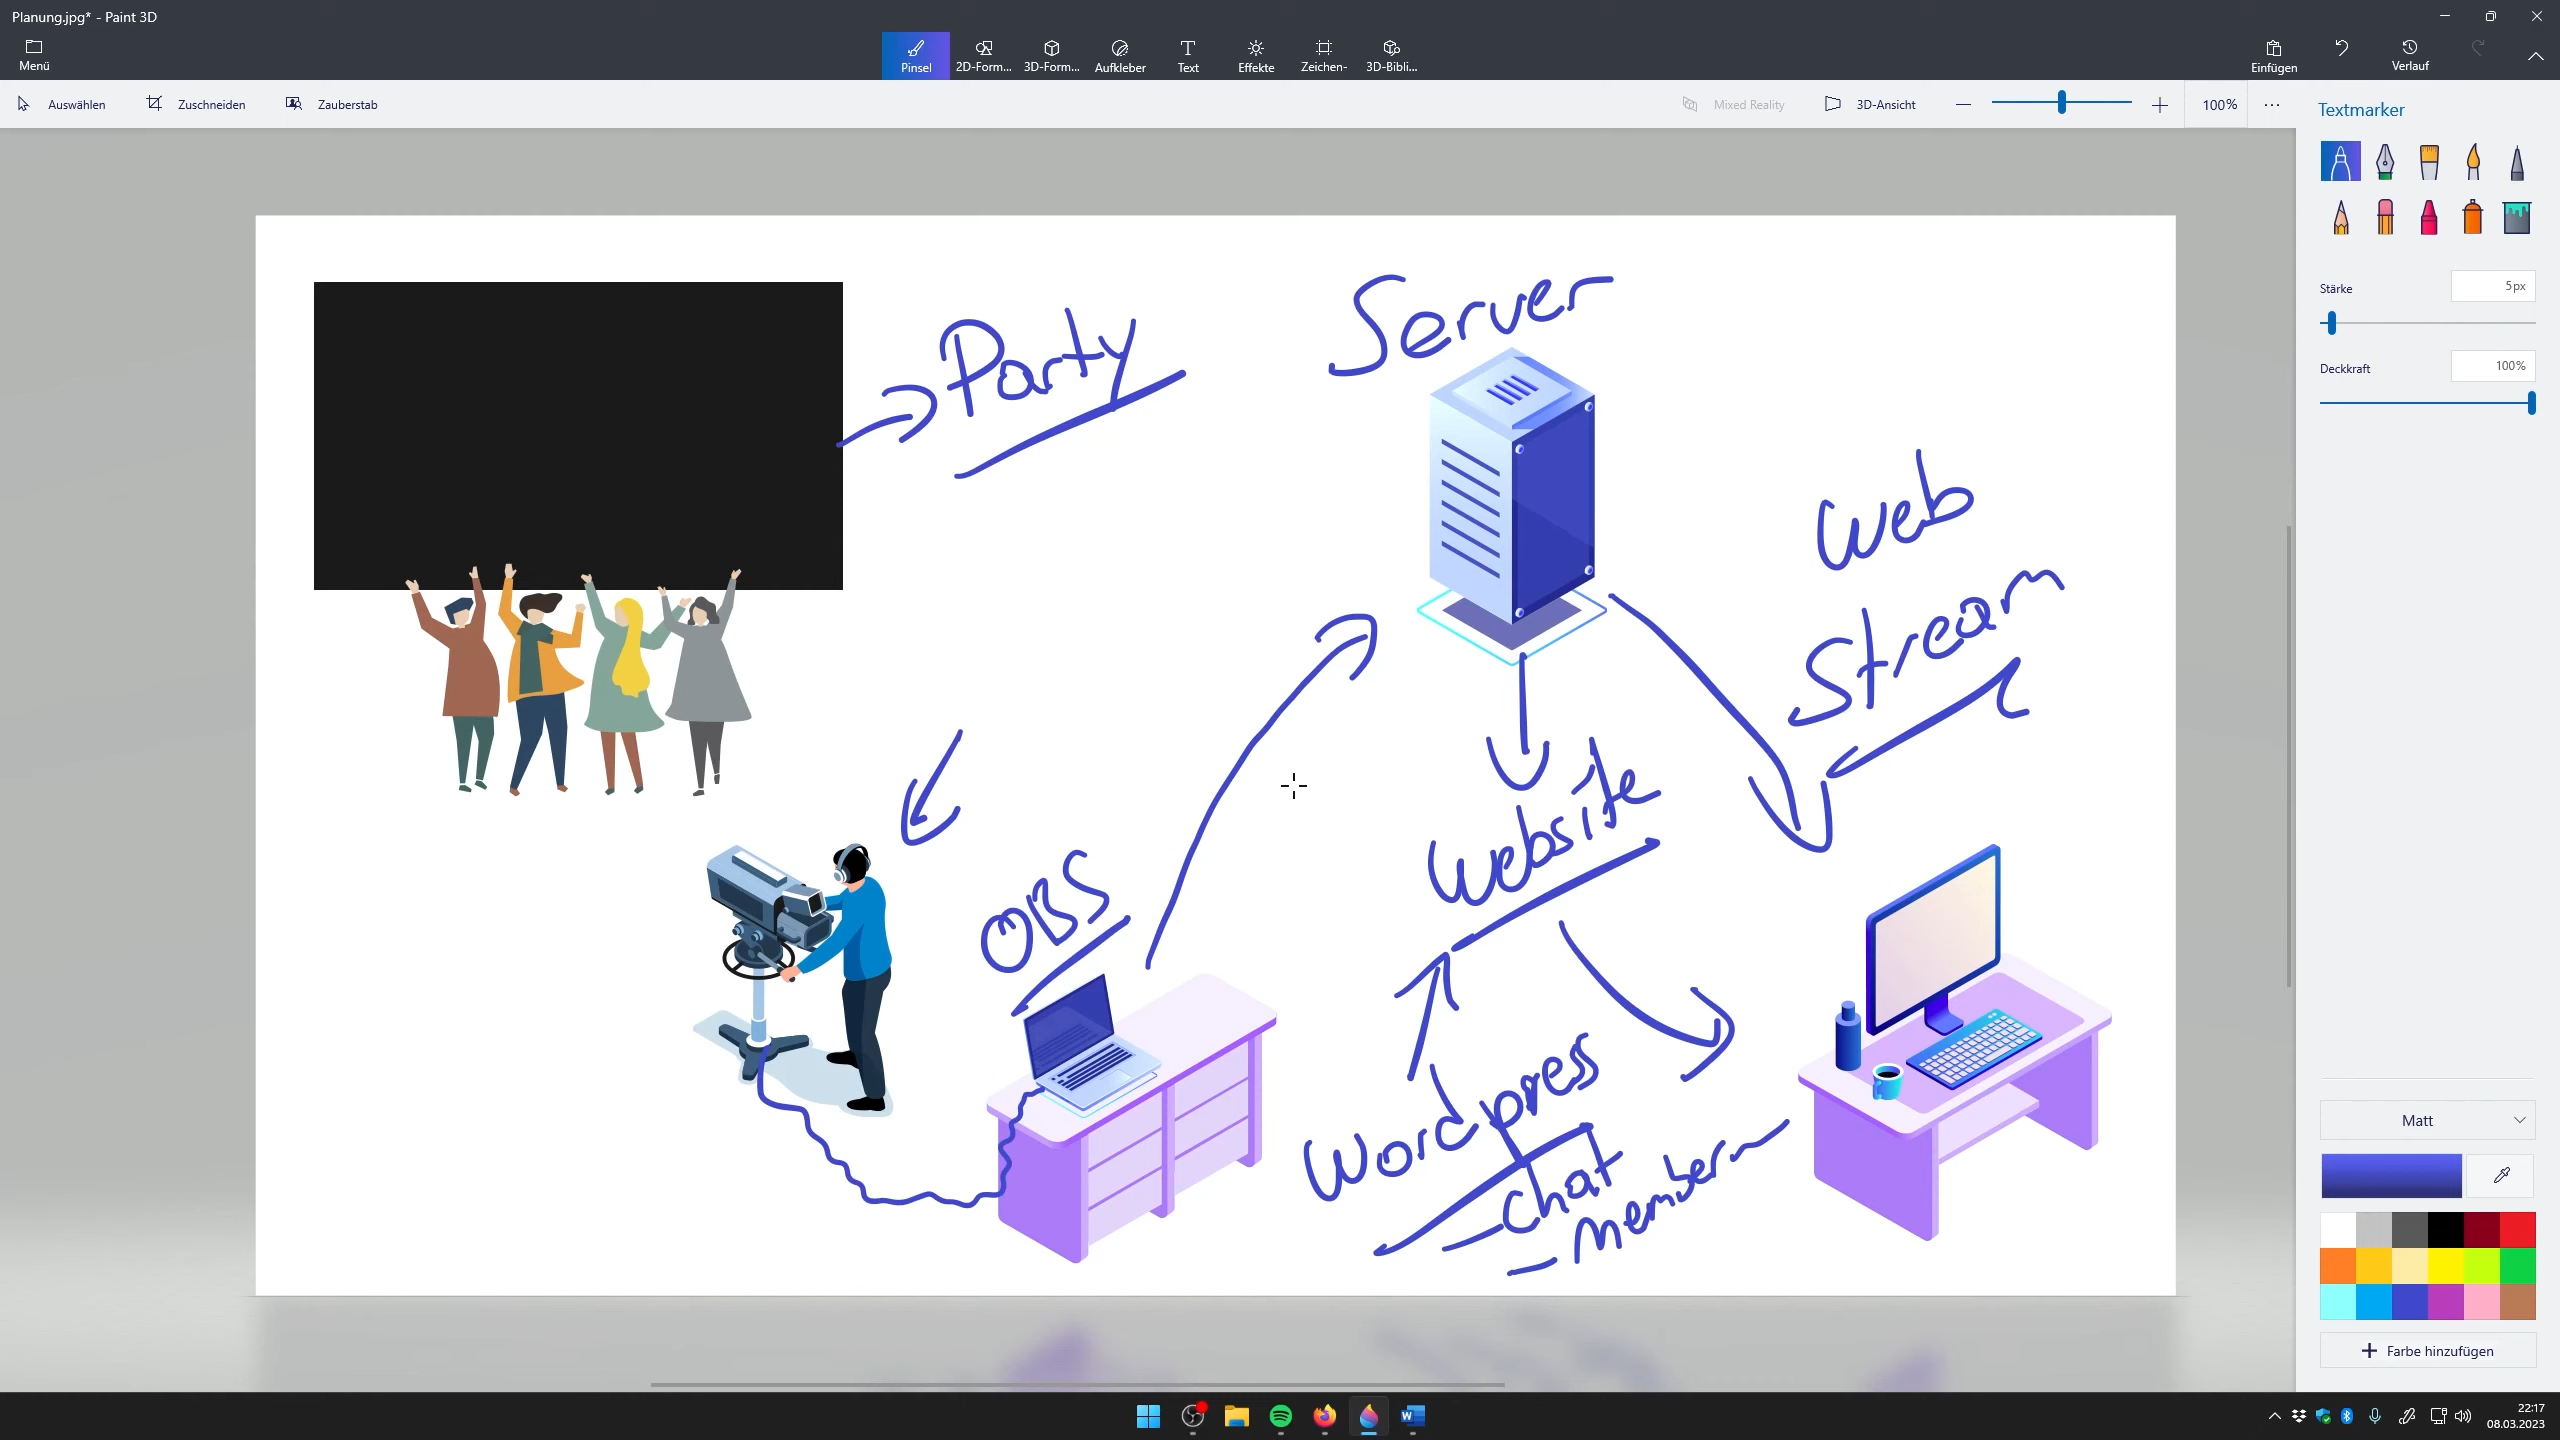 Planung.jpg* - Paint 3D
Menü
Pinsel
2D-Form...
3D-Form...
Aufkleber
Text
Effekte
Zeichen-
3D-Bibli...
Einfügen
Verlauf
Auswählen
Zuschneiden
Zauberstab
Mixed Reality
3D-Ansicht
100%
Textmarker
Stärke
5px
Deckkraft
100%
Party
Server
Web
Stream
Website
OBS
Wordpress
- Chat
- Member
Matt
Farbe hinzufügen
22:17
08.03.2023